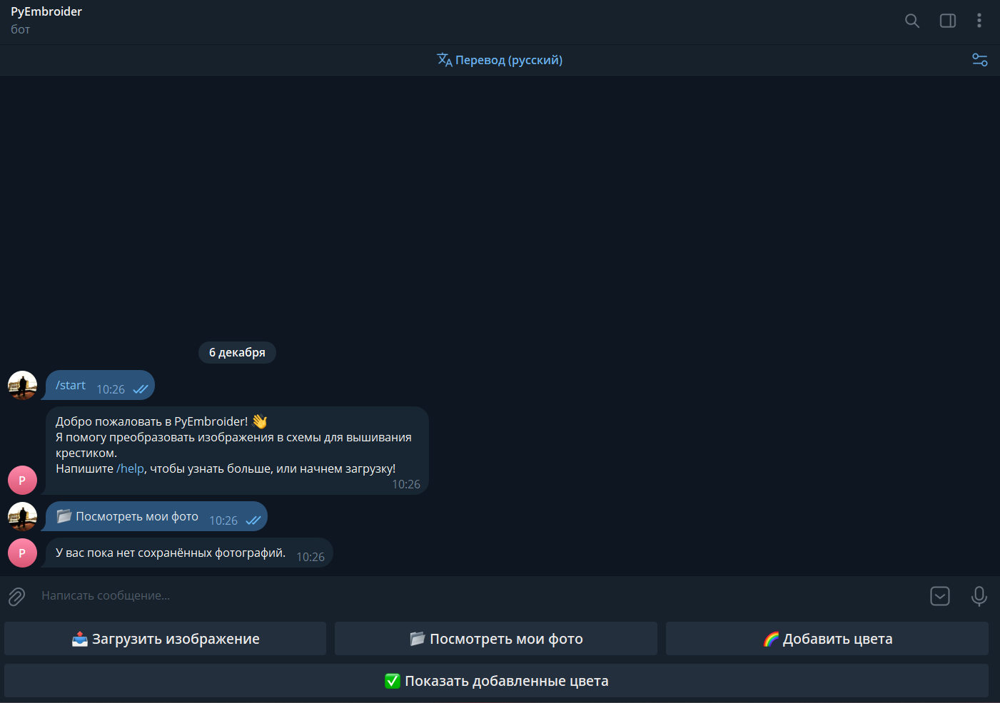 PyEmbroider
бот
Перевод (русский)
6 декабря
/start 10:26
Добро пожаловать в PyEmbroider! 👋
Я помогу преобразовать изображения в схемы для вышивания
крестиком.
Напишите /help, чтобы узнать больше, или начнем загрузку!
10:26
P
📂 Посмотреть мои фото 10:26
P
У вас пока нет сохранённых фотографий. 10:26
Написать сообщение...
📤 Загрузить изображение
📂 Посмотреть мои фото
🌈 Добавить цвета
✅ Показать добавленные цвета